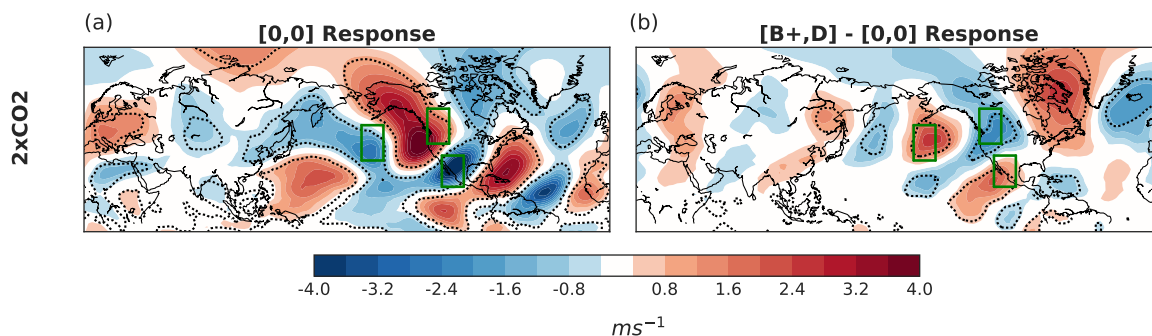 (a)
[0,0] Response
(b)
[B+,D] - [0,0] Response
2xCO2
-4.0 -3.2 -2.4 -1.6 -0.8 0.8 1.6 2.4 3.2 4.0
ms⁻¹